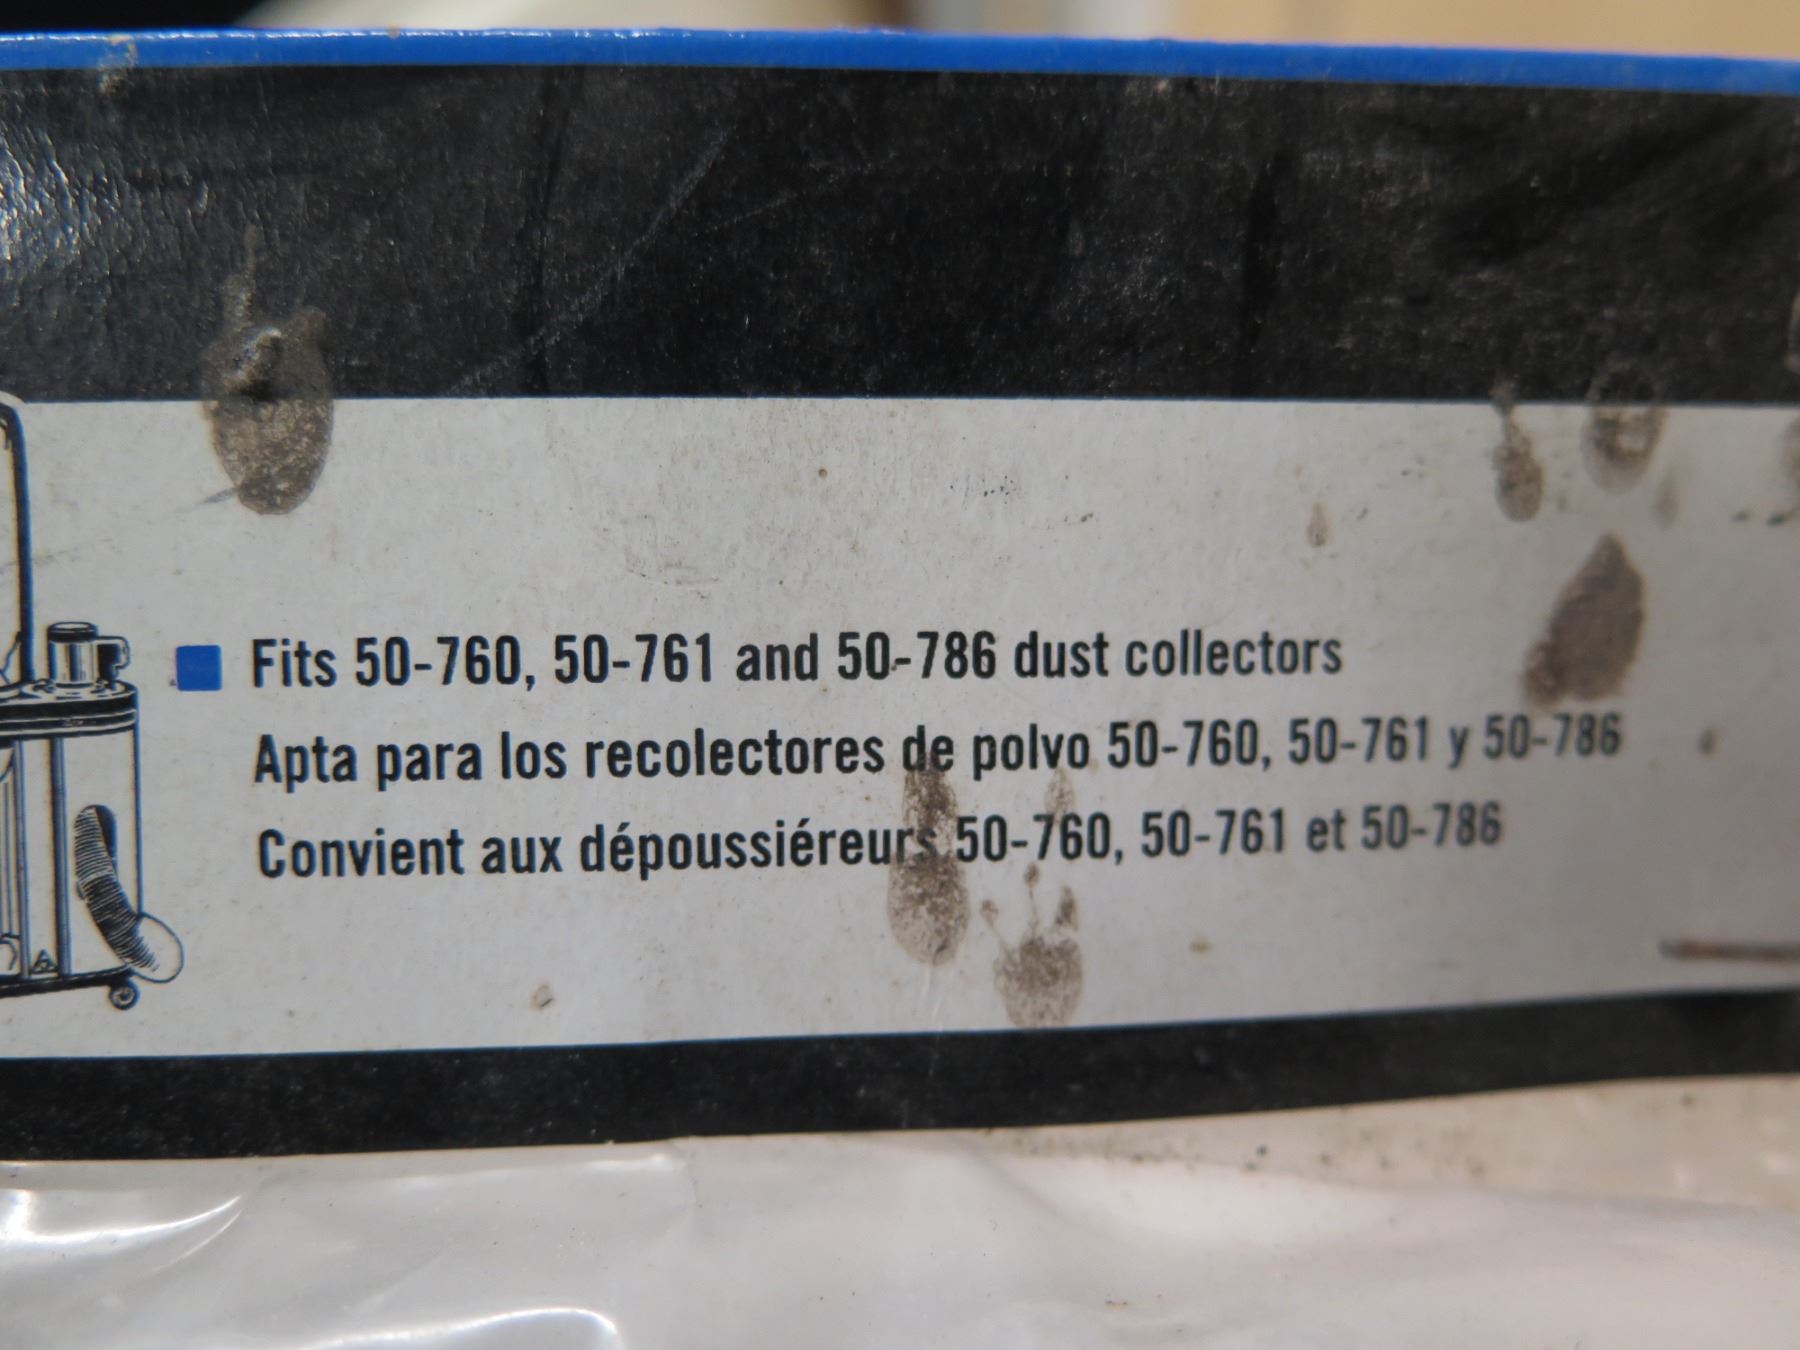 Fits 50-760, 50-761 and 50-786 dust collectors
Apta para los recolectores de polvo 50-760, 50-761 y 50-786
Convient aux dépoussiéreurs 50-760, 50-761 et 50-786